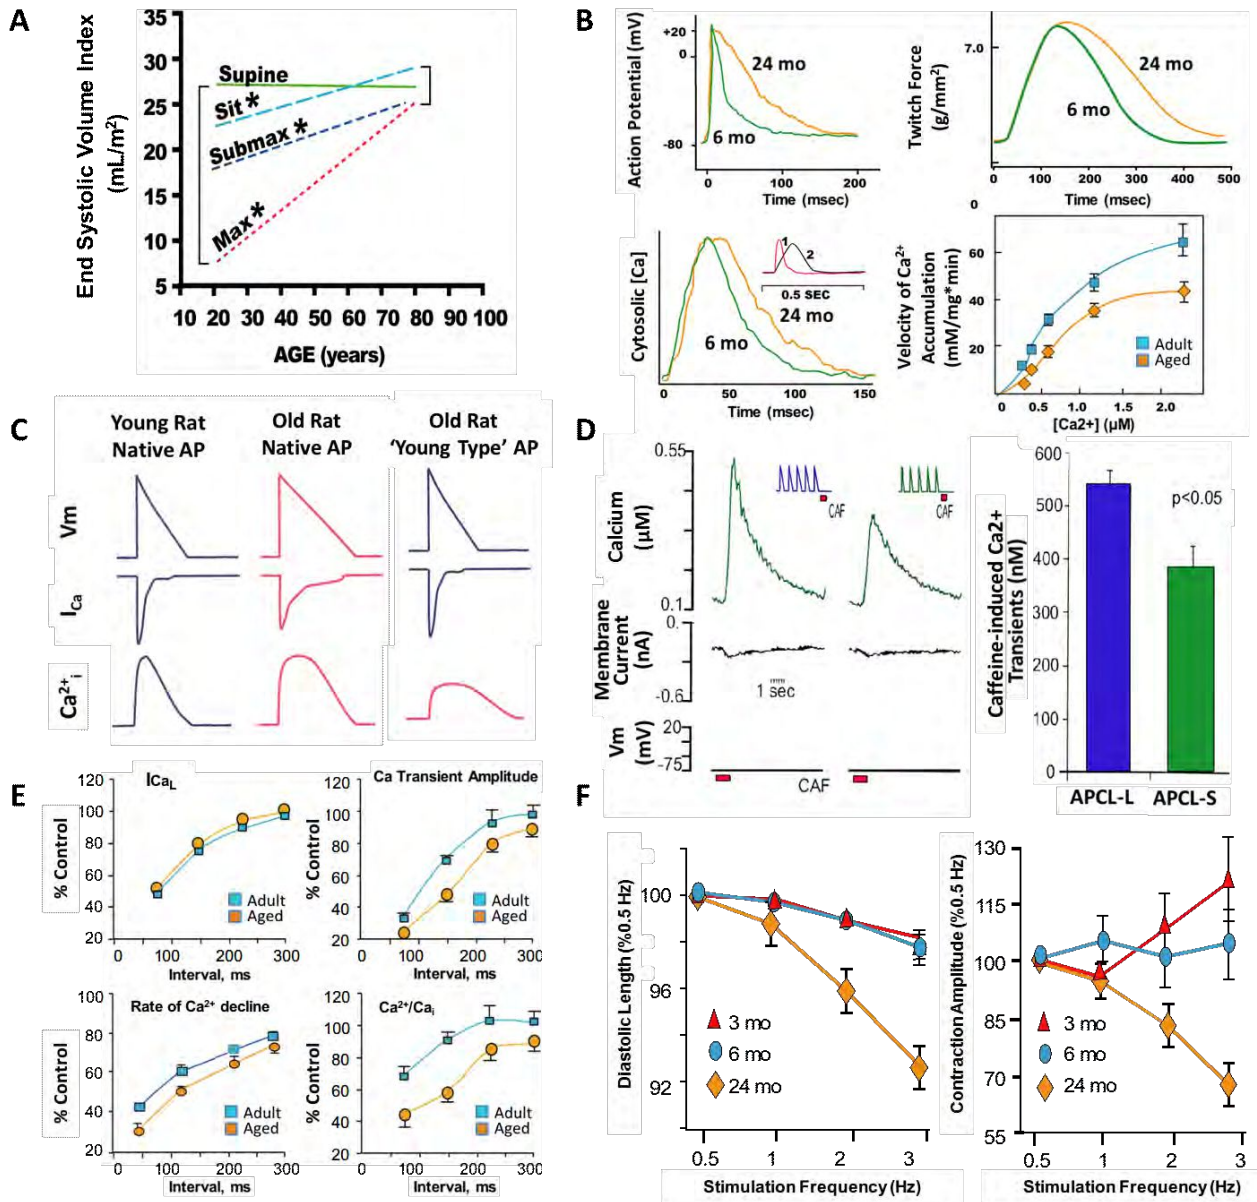 A
End Systolic Volume Index
(mL/m²)
35
30
25
20
15
10
5
Supine
Sit *
Submax *
Max *
10 20 30 40 50 60 70 80 90 100
AGE (years)
B
Action Potential (mV)
+20
0
-80
24 mo
6 mo
0 100 200
Time (msec)
Twitch Force
(g/mm²)
7.0
0
24 mo
6 mo
0 100 200 300 400 500
Time (msec)
Cytosolic [Ca]
1
2
0.5 SEC
24 mo
6 mo
0 50 100 150
Time (msec)
Velocity of Ca²⁺
Accumulation
(mM/mg*min)
60
40
20
Adult
Aged
0 0.5 1.0 2.0
[Ca2+] (µM)
C
Young Rat
Native AP
Old Rat
Native AP
Old Rat
‘Young Type’ AP
Vm
I Ca
Ca²⁺i
D
Calcium
(µM)
0.55
0.1
CAF
CAF
Membrane
Current
(nA)
0.
-0.6
1 sec
Vm
(mV)
20
-75
CAF
Caffeine-induced Ca2+
Transients (nM)
600
500
400
300
200
100
0
p<0.05
APCL-L APCL-S
E
ICaL
% Control
120
100
80
60
40
20
Adult
Aged
0 50 100 150 200 250 300
Interval, ms
Ca Transient Amplitude
% Control
120
100
80
60
40
20
Adult
Aged
0 50 100 150 200 250 300
Interval, ms
Rate of Ca²⁺ decline
% Control
100
80
60
40
20
Adult
Aged
0 50 100 150 200 250 300
Interval, ms
Ca²⁺/Cai
% Control
120
100
80
60
40
20
Adult
Aged
0 50 100 150 200 250 300
Interval, ms
F
Diastolic Length (%0.5 Hz)
100
96
92
3 mo
6 mo
24 mo
0.5 1 2 3
Stimulation Frequency (Hz)
Contraction Amplitude (%0.5 Hz)
130
115
100
85
70
55
3 mo
6 mo
24 mo
0.5 1 2 3
Stimulation Frequency (Hz)